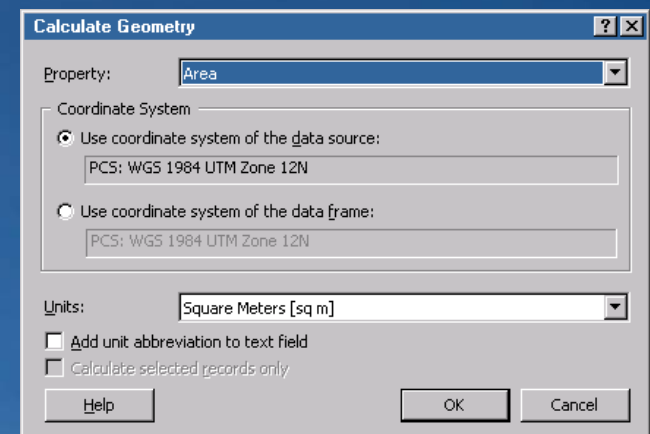 Calculate Geometry
Property: Area
Coordinate System
Use coordinate system of the data source:
PCS: WGS 1984 UTM Zone 12N
Use coordinate system of the data frame:
PCS: WGS 1984 UTM Zone 12N
Units: Square Meters [sq m]
Add unit abbreviation to text field
Calculate selected records only
Help OK Cancel